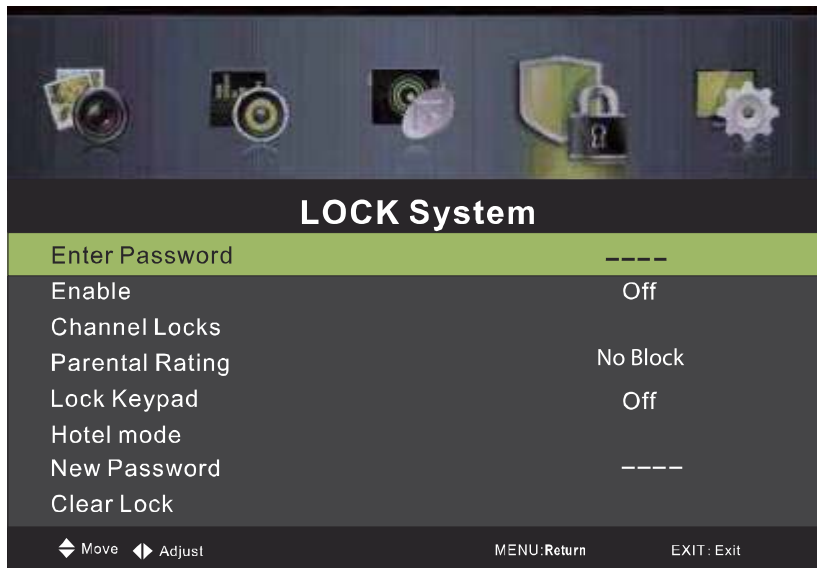 LOCK System
Enter Password ____
Enable Off
Channel Locks
Parental Rating No Block
Lock Keypad Off
Hotel mode
New Password ----
Clear Lock
Move Adjust MENU:Return EXIT: Exit